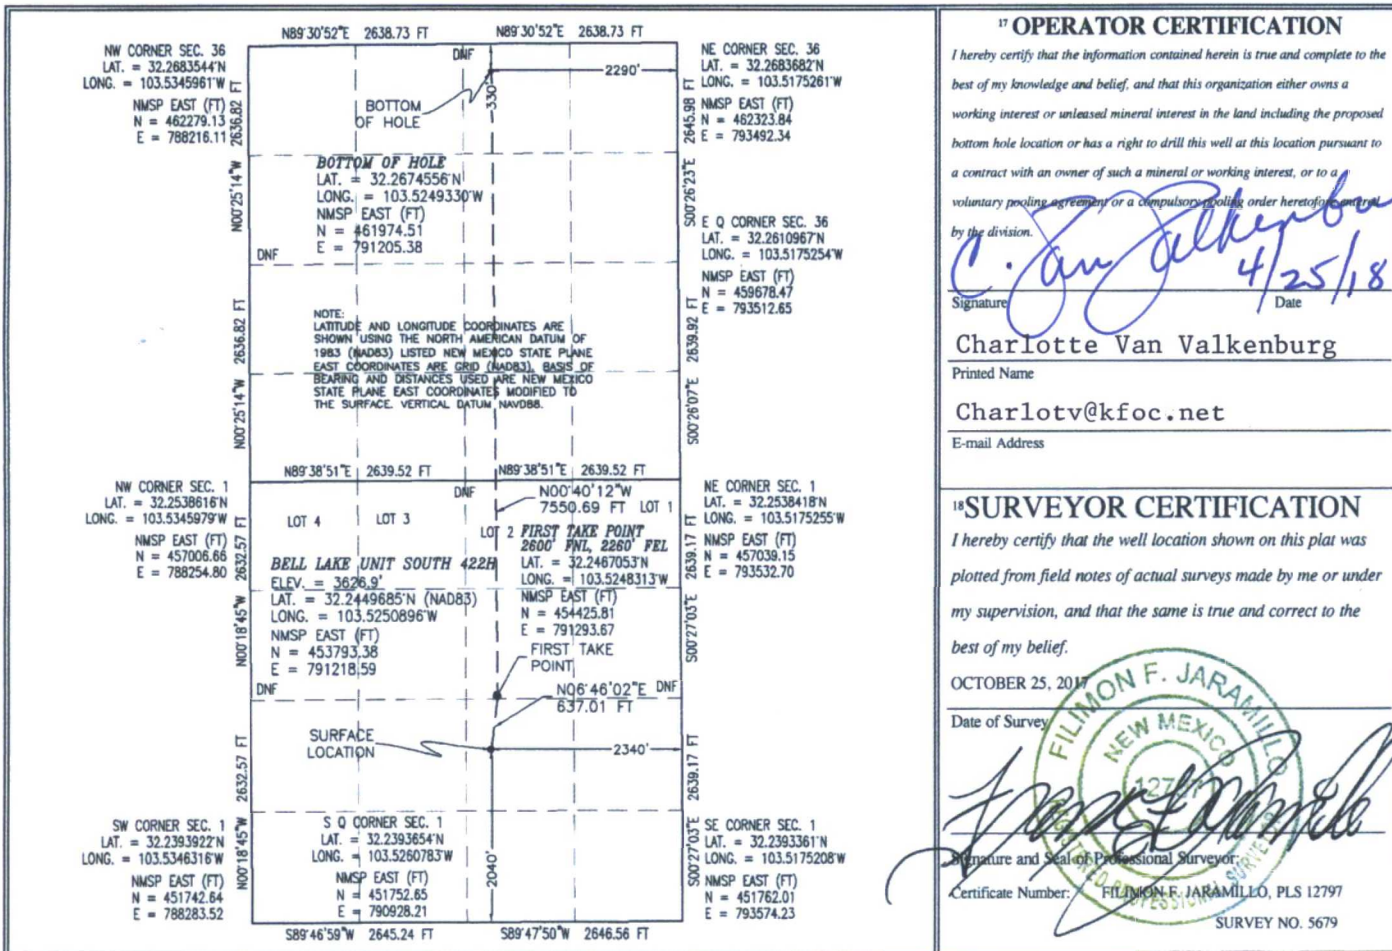 N89°30'52"E 2638.73 FT
N89°30'52"E 2638.73 FT
NW CORNER SEC. 36
LAT. = 32.2683544°N
LONG. = 103.5345961°W
NMSP EAST (FT)
N = 462279.13
E = 788216.11
2636.82 FT
N00°25'14"W
DNF
2290'
330'
BOTTOM
OF HOLE
NE CORNER SEC. 36
LAT. = 32.2683682°N
LONG. = 103.5175261°W
NMSP EAST (FT)
N = 462323.84
E = 793492.34
2645.98 FT
S00°26'23"E
BOTTOM OF HOLE
LAT. = 32.2674556°N
LONG. = 103.5249330°W
NMSP EAST (FT)
N = 461974.51
E = 791205.38
DNF
E Q CORNER SEC. 36
LAT. = 32.2610967°N
LONG. = 103.5175254°W
NMSP EAST (FT)
N = 459678.47
E = 793512.65
2636.82 FT
N00°25'14"W
2639.92 FT
S00°26'07"E
NOTE:
LATITUDE AND LONGITUDE COORDINATES ARE
SHOWN USING THE NORTH AMERICAN DATUM OF
1983 (NAD83) LISTED NEW MEXICO STATE PLANE
EAST COORDINATES ARE GRID (NAD83). BASIS OF
BEARING AND DISTANCES USED ARE NEW MEXICO
STATE PLANE EAST COORDINATES MODIFIED TO
THE SURFACE. VERTICAL DATUM NAVD88.
N89°38'51"E 2639.52 FT
N89°38'51"E 2639.52 FT
NW CORNER SEC. 1
LAT. = 32.2538616°N
LONG. = 103.5345979°W
NMSP EAST (FT)
N = 457006.66
E = 788254.80
2632.57 FT
N00°18'45"W
DNF
N00°40'12"W
7550.69 FT
LOT 4
LOT 3
LOT 2
LOT 1
NE CORNER SEC. 1
LAT. = 32.2538418°N
LONG. = 103.5175255°W
NMSP EAST (FT)
N = 457039.15
E = 793532.70
2639.17 FT
S00°27'03"E
BELL LAKE UNIT SOUTH 422H
ELEV. = 3626.9'
LAT. = 32.2449685°N (NAD83)
LONG. = 103.5250896°W
NMSP EAST (FT)
N = 453793.38
E = 791218.59
FIRST TAKE POINT
2600' FNL, 2260' FEL
LAT. = 32.2467053°N
LONG. = 103.5248313°W
NMSP EAST (FT)
N = 454425.81
E = 791293.67
FIRST TAKE
POINT
DNF
N06°46'02"E
637.01 FT
DNF
SURFACE
LOCATION
2340'
2040'
2632.57 FT
N00°18'45"W
2639.17 FT
S00°27'03"E
SW CORNER SEC. 1
LAT. = 32.2393922°N
LONG. = 103.5346316°W
NMSP EAST (FT)
N = 451742.64
E = 788283.52
S Q CORNER SEC. 1
LAT. = 32.2393654°N
LONG. = 103.5260783°W
NMSP EAST (FT)
N = 451752.65
E = 790928.21
SE CORNER SEC. 1
LAT. = 32.2393361°N
LONG. = 103.5175208°W
NMSP EAST (FT)
N = 451762.01
E = 793574.23
S89°46'59"W 2645.24 FT
S89°47'50"W 2646.56 FT
17 OPERATOR CERTIFICATION
I hereby certify that the information contained herein is true and complete to the
best of my knowledge and belief, and that this organization either owns a
working interest or unleased mineral interest in the land including the proposed
bottom hole location or has a right to drill this well at this location pursuant to
a contract with an owner of such a mineral or working interest, or to a
voluntary pooling agreement or a compulsory pooling order heretofore entered
by the division.
C. Van Valkenburg
4/25/18
Signature Date
Charlotte Van Valkenburg
Printed Name
Charlotv@kfoc.net
E-mail Address
18 SURVEYOR CERTIFICATION
I hereby certify that the well location shown on this plat was
plotted from field notes of actual surveys made by me or under
my supervision, and that the same is true and correct to the
best of my belief.
OCTOBER 25, 2017
Date of Survey
FILIMON F. JARAMILLO
NEW MEXICO
12797
REGISTERED PROFESSIONAL SURVEYOR
Signature and Seal of Professional Surveyor:
Certificate Number: FILIMON F. JARAMILLO, PLS 12797
SURVEY NO. 5679